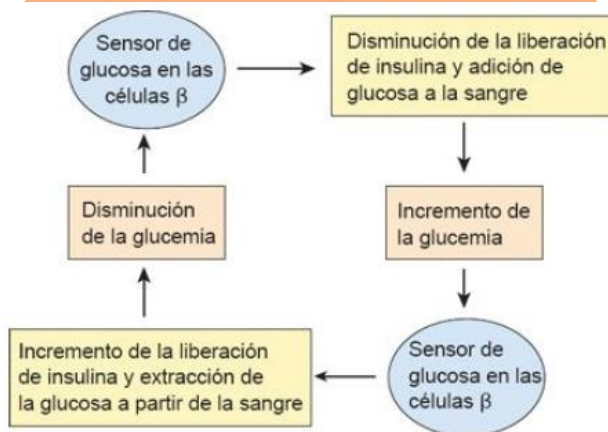 Sensor de
glucosa en las
células β
Disminución de la liberación
de insulina y adición de
glucosa a la sangre
Incremento de
la glucemia
Sensor de
glucosa en las
células β
Incremento de la liberación
de insulina y extracción de
la glucosa a partir de la sangre
Disminución
de la glucemia